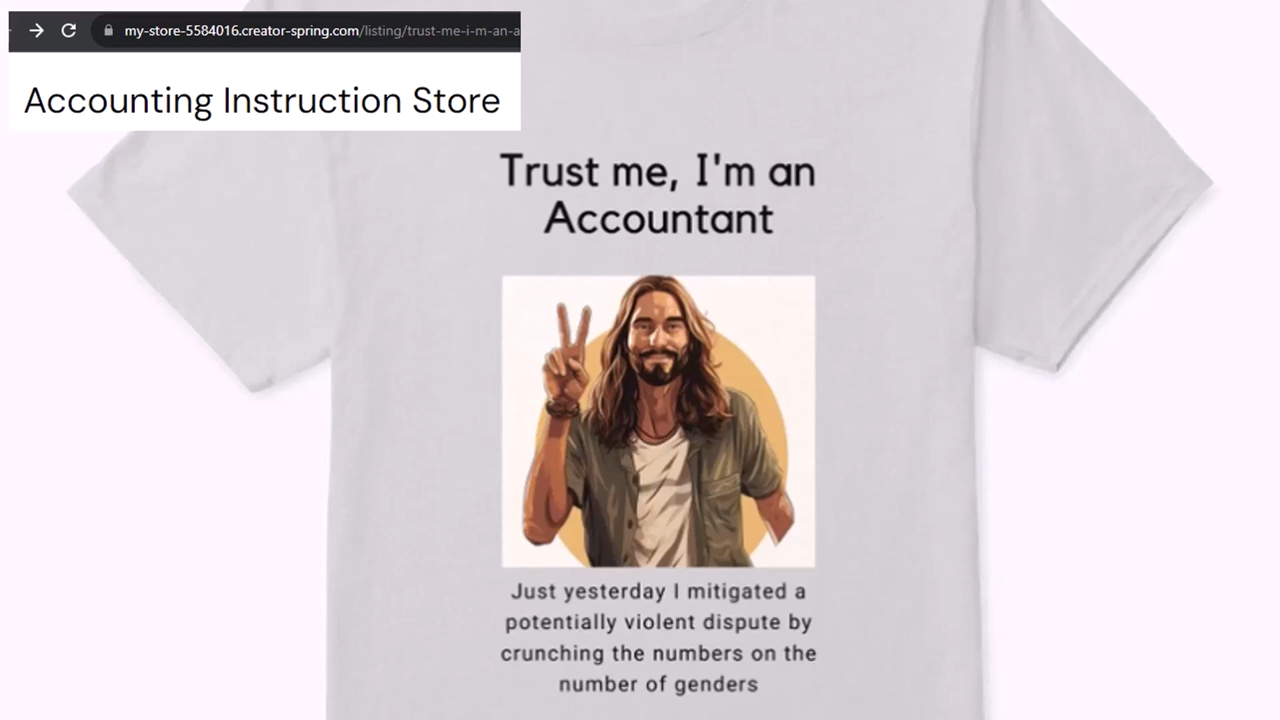 my-store-5584016.creator-spring.com/listing/trust-me-i-m-an-a
Accounting Instruction Store
Trust me, I'm an
Accountant
Just yesterday I mitigated a
potentially violent dispute by
crunching the numbers on the
number of genders